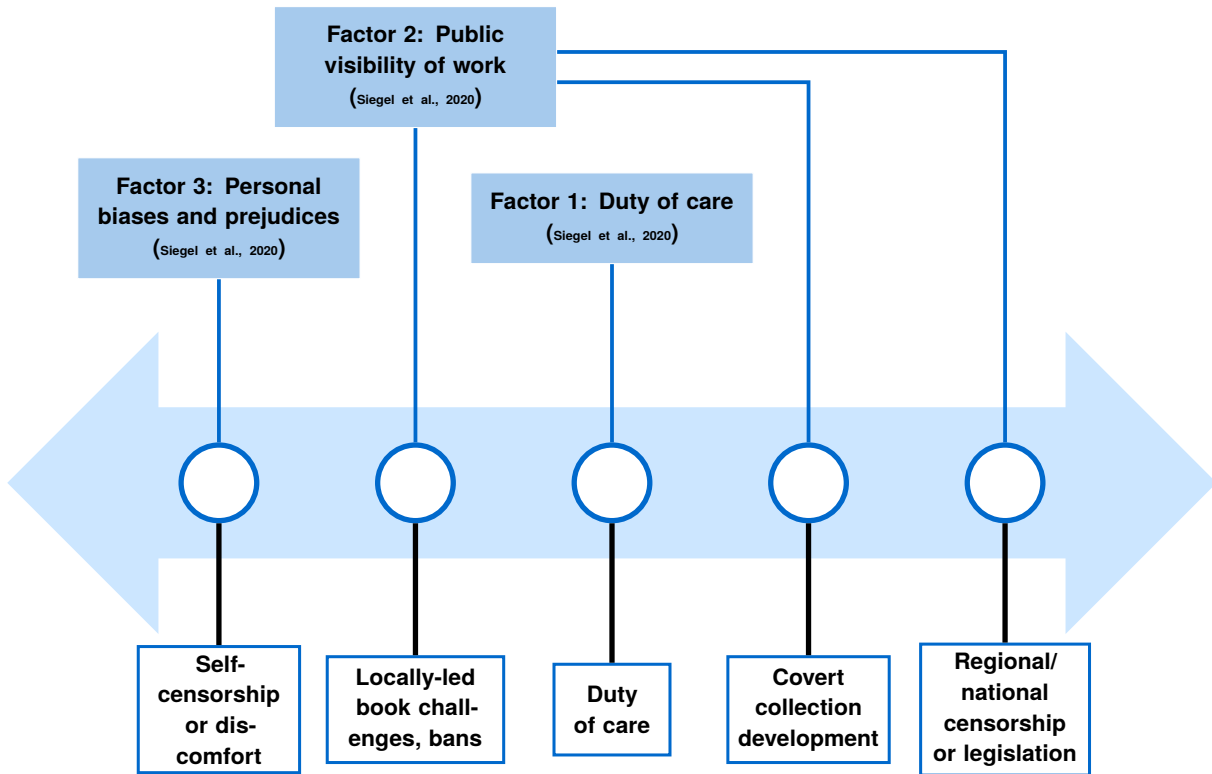 Factor 2: Public
visibility of work
(Siegel et al., 2020)
Factor 3: Personal
biases and prejudices
(Siegel et al., 2020)
Factor 1: Duty of care
(Siegel et al., 2020)
Self-
censorship
or dis-
comfort
Locally-led
book chall-
enges, bans
Duty
of care
Covert
collection
development
Regional/
national
censorship
or legislation